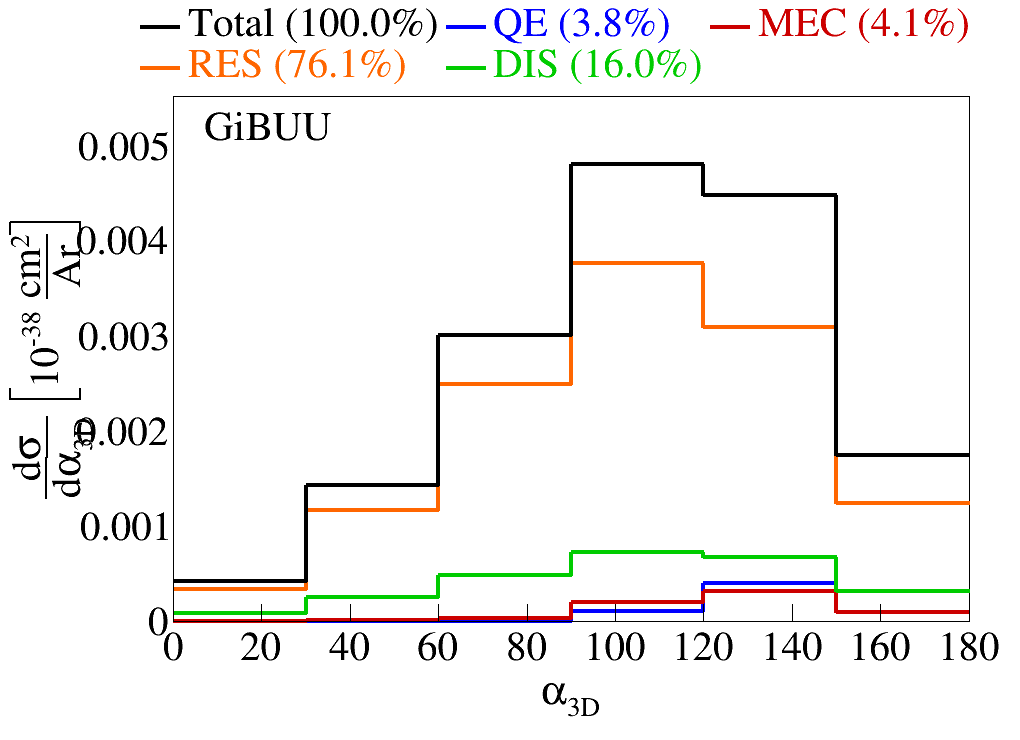 Total (100.0%) QE (3.8%) MEC (4.1%)
RES (76.1%) DIS (16.0%)
GiBUU
0.005
0.004
0.003
0.002
0.001
0
dσ/dα3D [10^-38 cm^2/Ar]
0 20 40 60 80 100 120 140 160 180
α3D